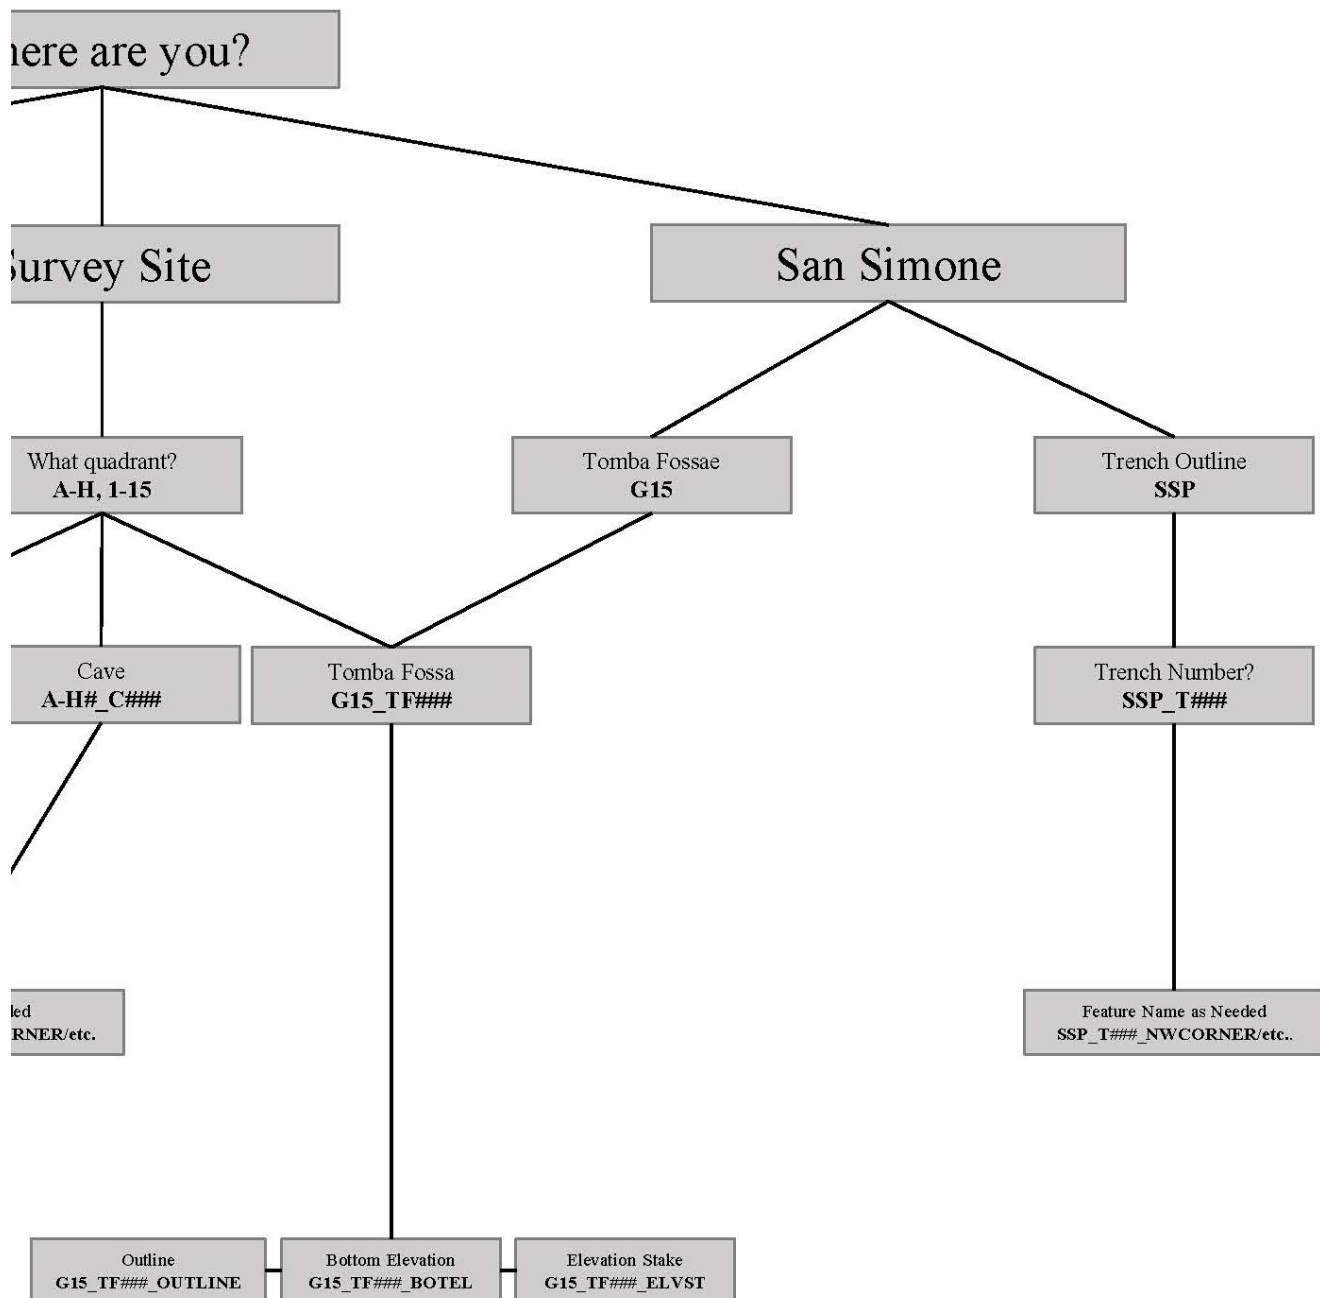 here are you?
Survey Site
San Simone
What quadrant?
A-H, 1-15
Tomba Fossae
G15
Trench Outline
SSP
Cave
A-H#_C###
Tomba Fossa
G15_TF###
Trench Number?
SSP_T###
RNER/etc.
Feature Name as Needed
SSP_T###_NWCORNER/etc..
Outline
G15_TF###_OUTLINE
Bottom Elevation
G15_TF###_BOTEL
Elevation Stake
G15_TF###_ELVST